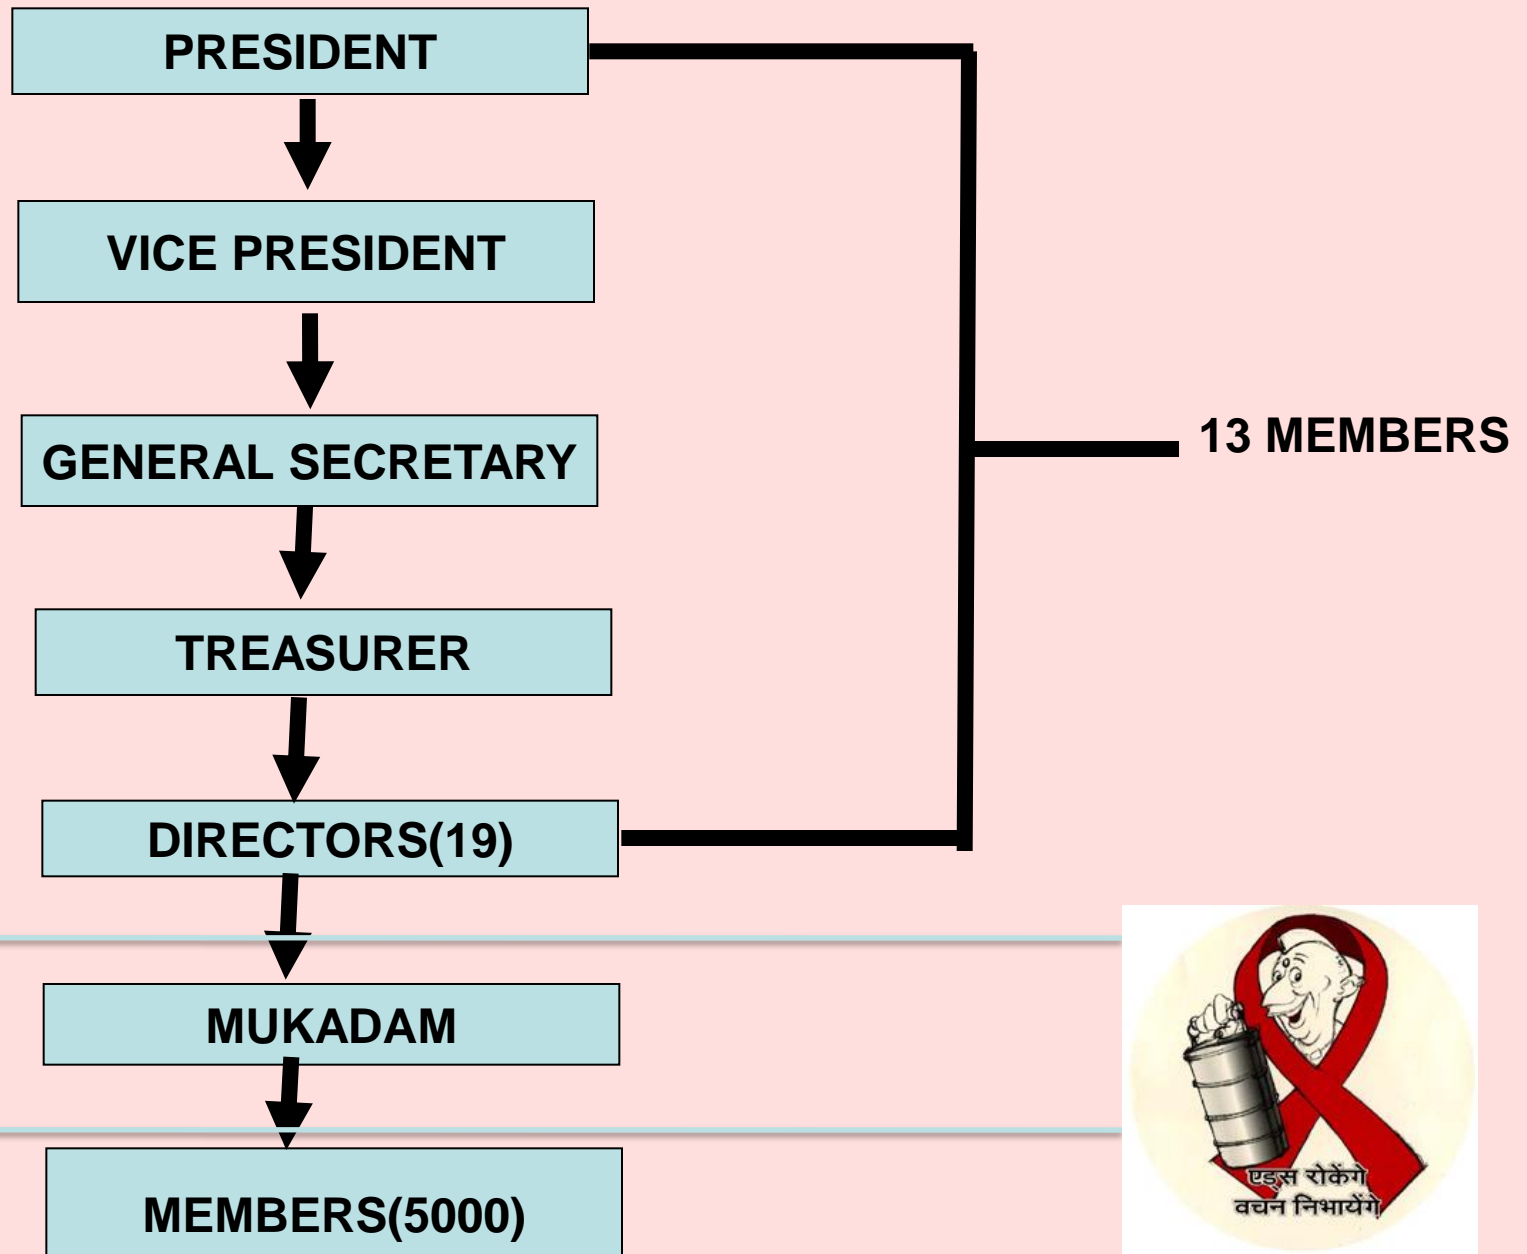 PRESIDENT
VICE PRESIDENT
GENERAL SECRETARY
13 MEMBERS
TREASURER
DIRECTORS(19)
MUKADAM
MEMBERS(5000)
एड्स रोकेंगे
वचन निभायेंगे